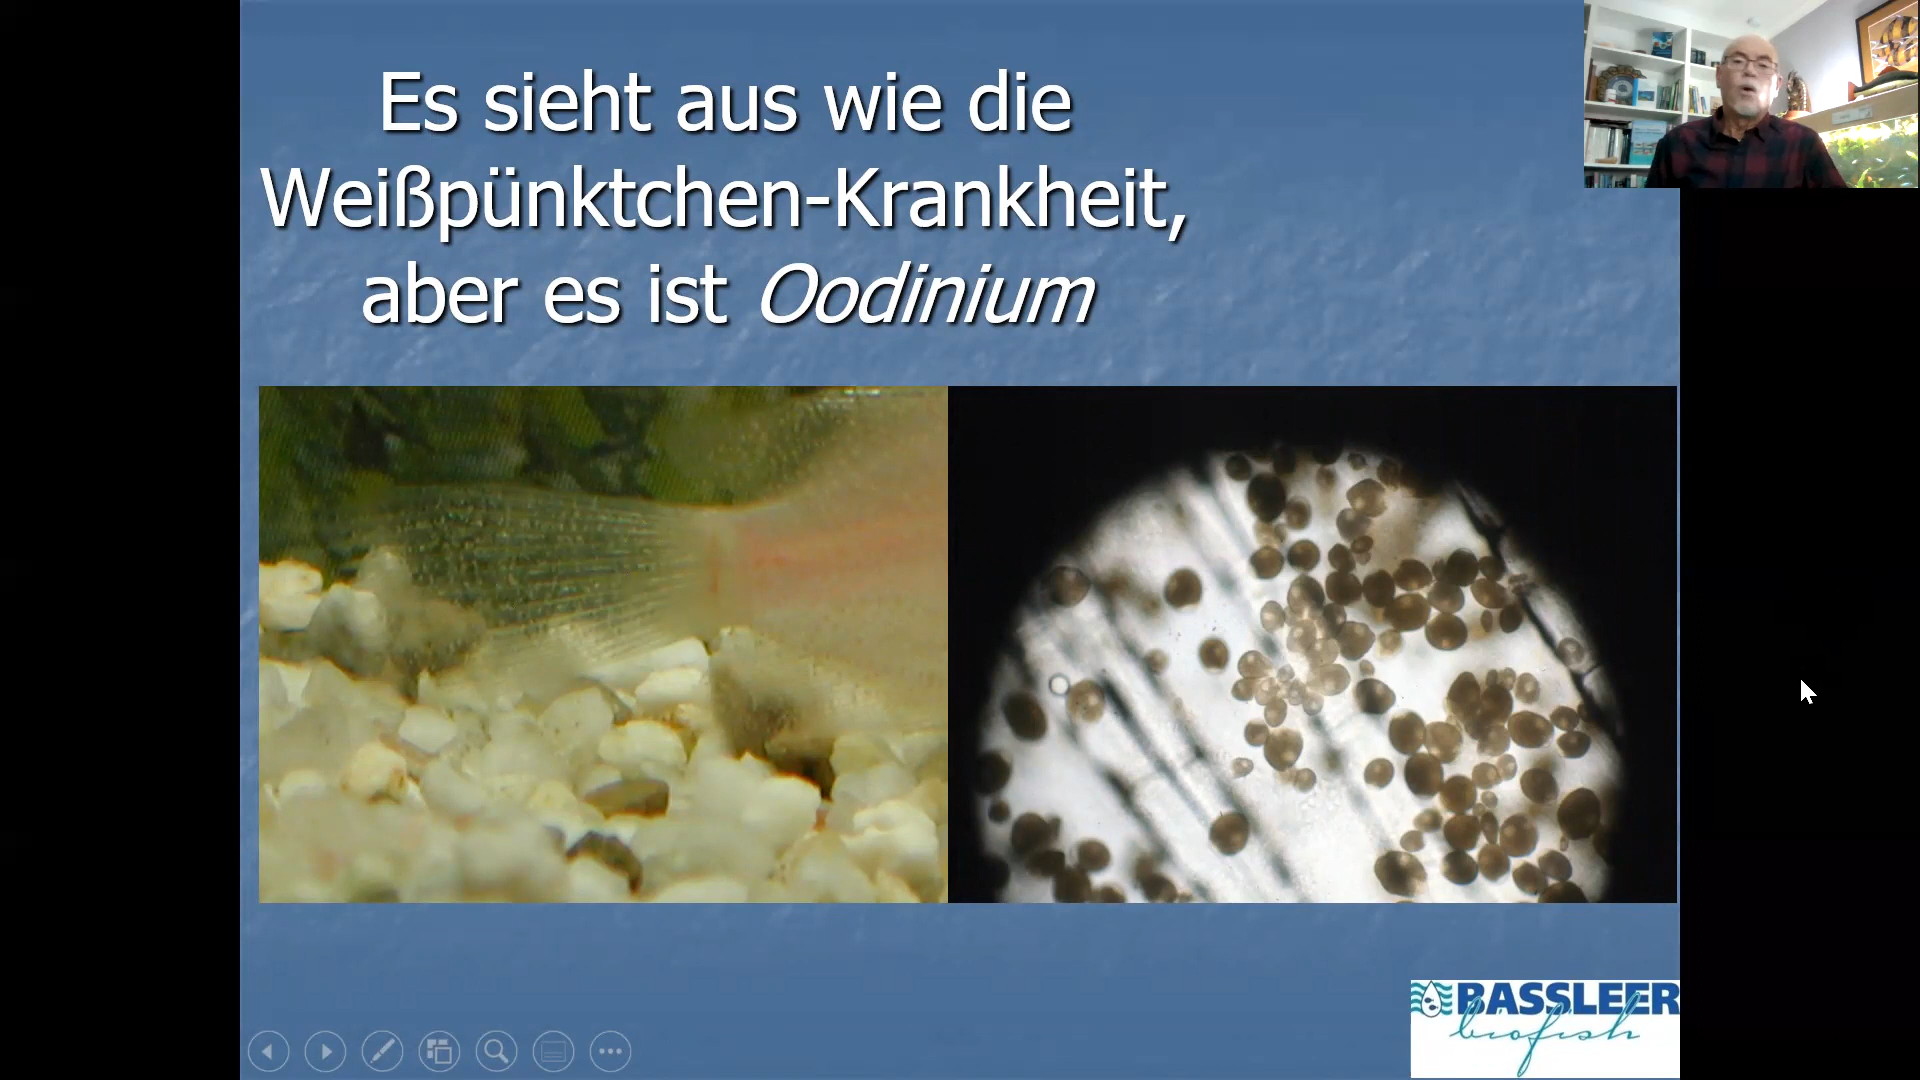 Es sieht aus wie die
Weißpünktchen-Krankheit,
aber es ist Oodinium
BASSLEER
biofish